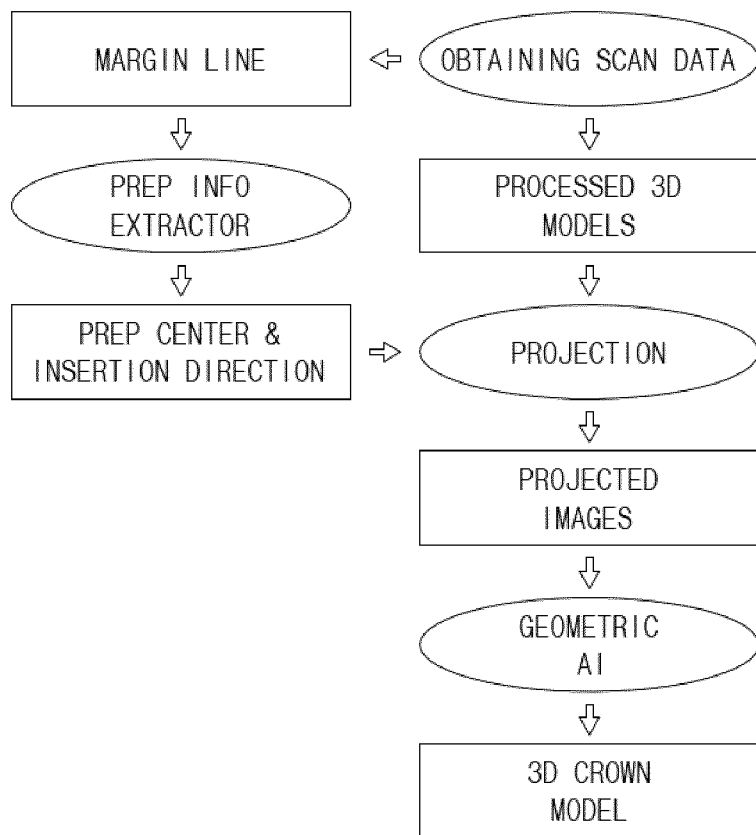 MARGIN LINE
OBTAINING SCAN DATA
PREP INFO
EXTRACTOR
PROCESSED 3D
MODELS
PREP CENTER &
INSERTION DIRECTION
PROJECTION
PROJECTED
IMAGES
GEOMETRIC
AI
3D CROWN
MODEL